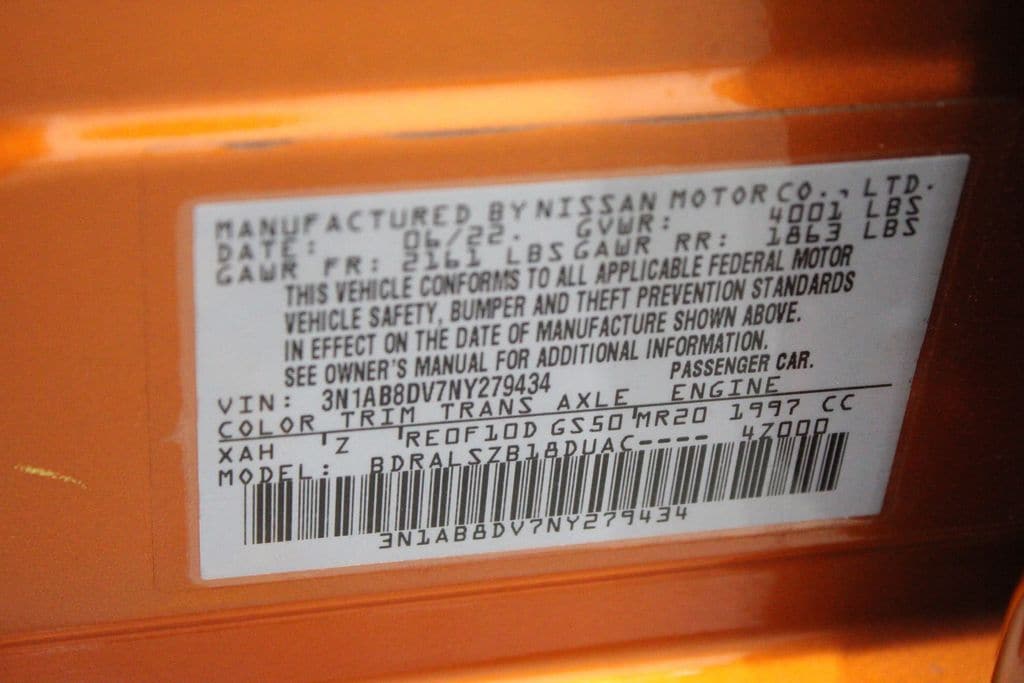 MANUFACTURED BY NISSAN MOTOR CO., LTD.
DATE: 06/22. GVWR: 4001 LBS
GAWR FR: 2161 LBS GAWR RR: 1863 LBS
THIS VEHICLE CONFORMS TO ALL APPLICABLE FEDERAL MOTOR
VEHICLE SAFETY, BUMPER AND THEFT PREVENTION STANDARDS
IN EFFECT ON THE DATE OF MANUFACTURE SHOWN ABOVE.
SEE OWNER'S MANUAL FOR ADDITIONAL INFORMATION.
VIN: 3N1AB8DV7NY279434 PASSENGER CAR.
COLOR TRIM TRANS AXLE ENGINE
XAH Z RE0F10D GS50 MR20 1997 CC
MODEL: BDRALSZB18DUAC---- 4Z000
3N1AB8DV7NY279434